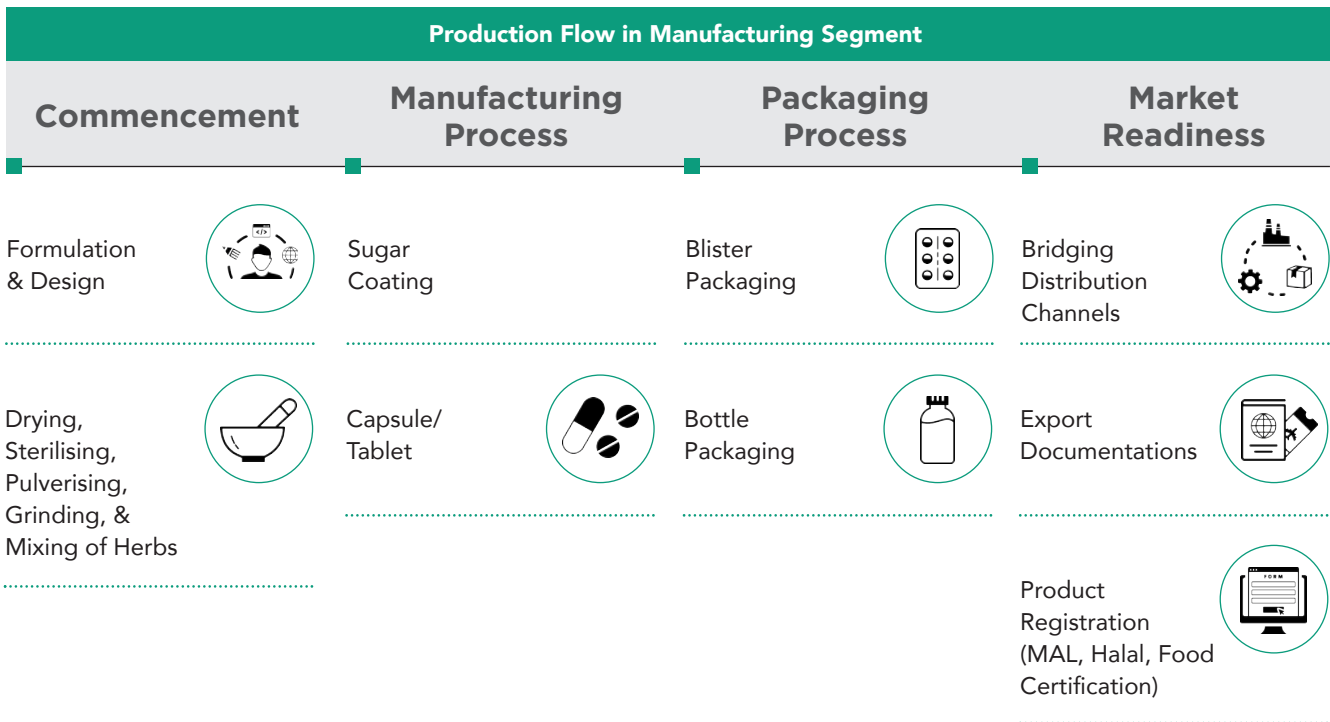 Production Flow in Manufacturing Segment
Commencement
Manufacturing
Process
Packaging
Process
Market
Readiness
Formulation
& Design
</>
Drying,
Sterilising,
Pulverising,
Grinding, &
Mixing of Herbs
Sugar
Coating
Capsule/
Tablet
Blister
Packaging
Bottle
Packaging
Bridging
Distribution
Channels
Export
Documentations
Product
Registration
(MAL, Halal, Food
Certification)
FORM